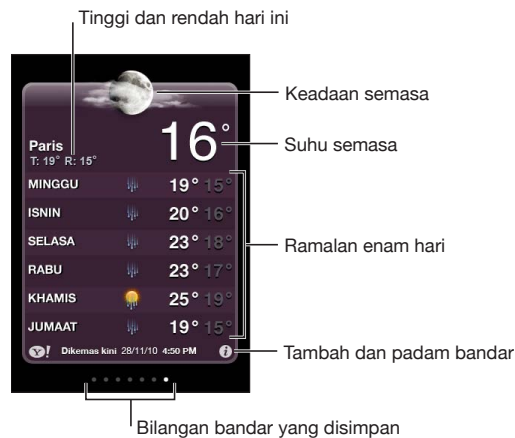 Tinggi dan rendah hari ini
Keadaan semasa
16°
Suhu semasa
Paris
T: 19° R: 15°
MINGGU 19° 15°
ISNIN 20° 16°
SELASA 23° 18°
Ramalan enam hari
RABU 23° 17°
KHAMIS 25° 19°
JUMAAT 19° 15°
Y! Dikemas kini 28/11/10 4:50 PM i
Tambah dan padam bandar
Bilangan bandar yang disimpan